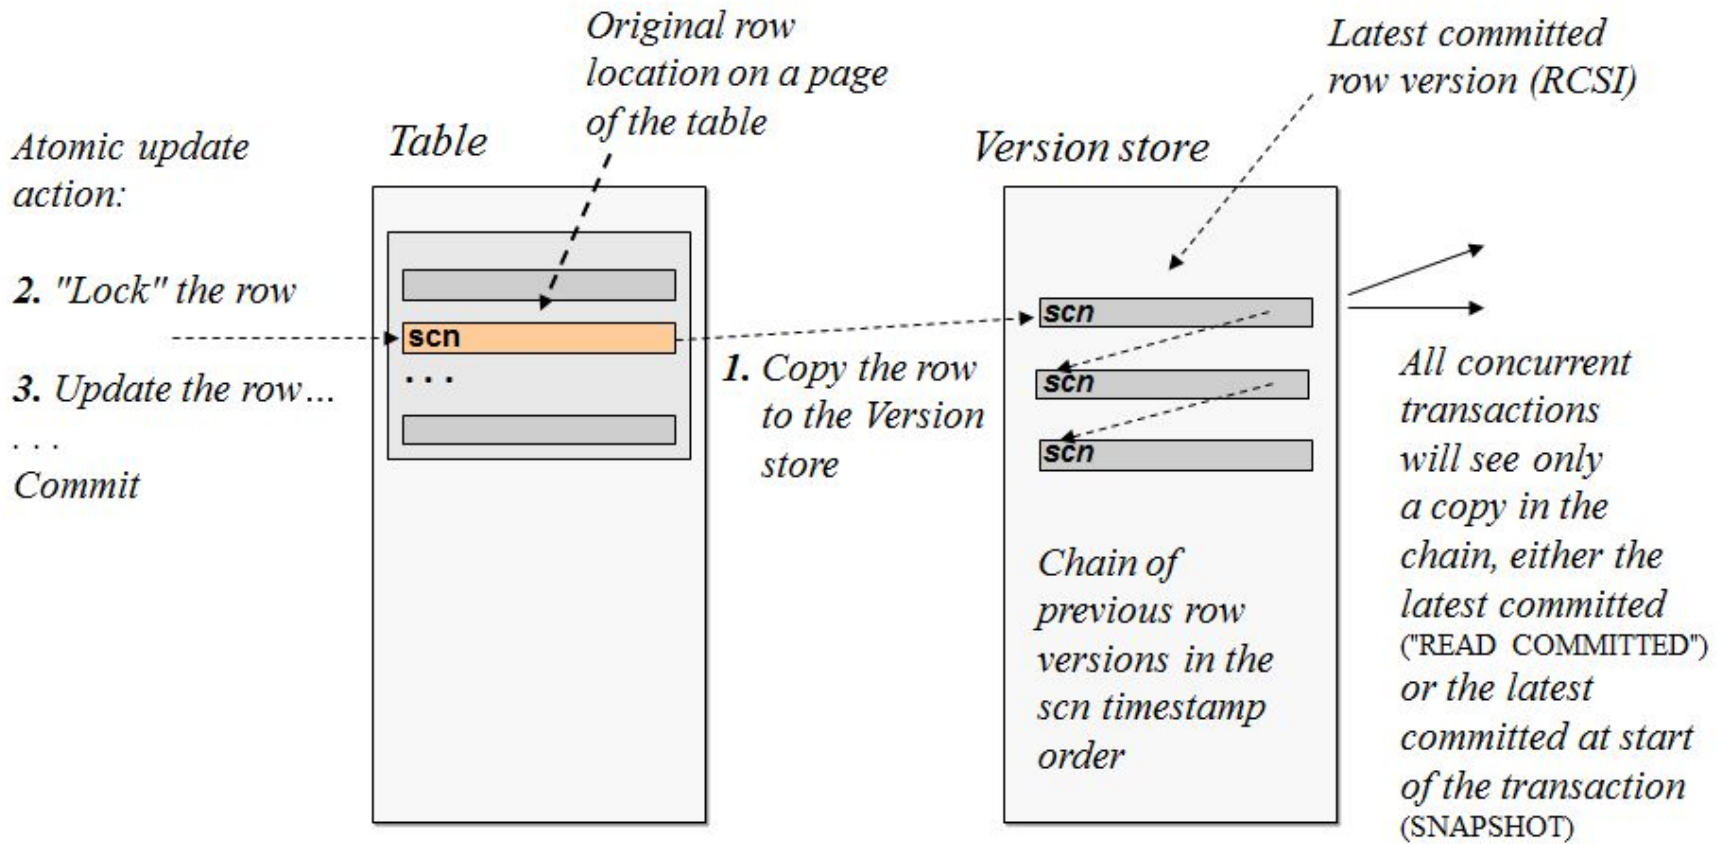 Original row
location on a page
of the table
Latest committed
row version (RCSI)
Atomic update
action:
Table
Version store
2. "Lock" the row
scn
3. Update the row...
. . .
Commit
. . .
1. Copy the row
to the Version
store
scn
scn
scn
Chain of
previous row
versions in the
scn timestamp
order
All concurrent
transactions
will see only
a copy in the
chain, either the
latest committed
("READ COMMITTED")
or the latest
committed at start
of the transaction
(SNAPSHOT)